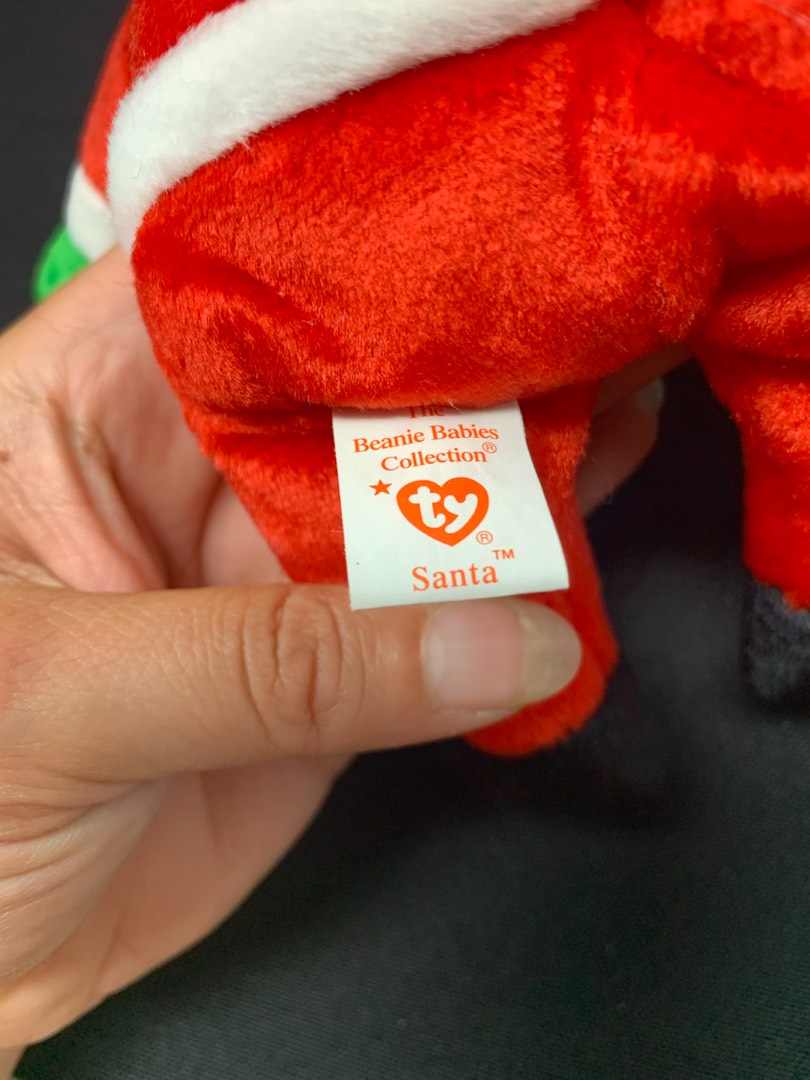 The
Beanie Babies
Collection®
ty®
Santa™